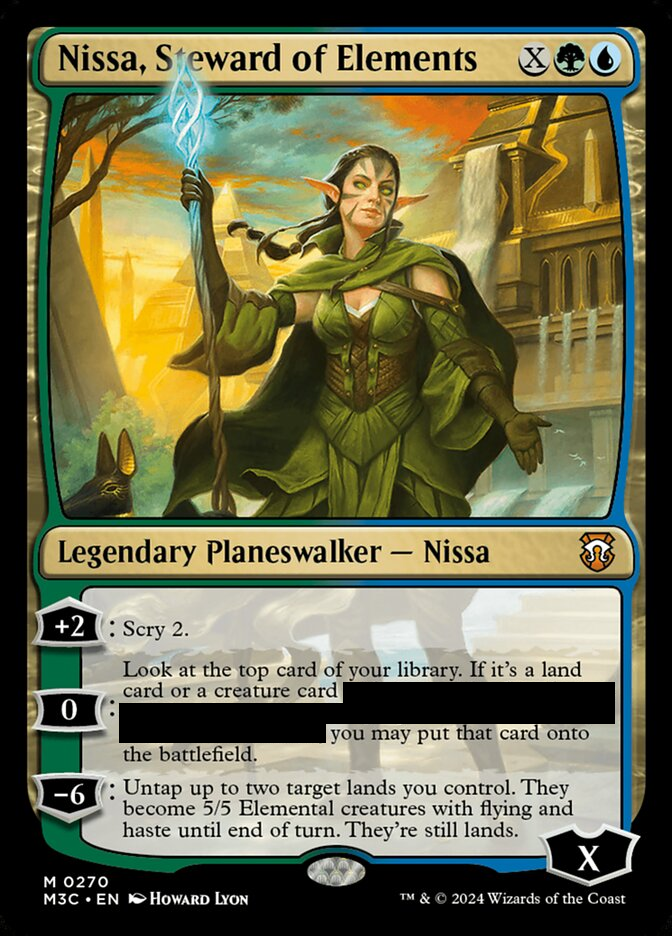 Nissa, Steward of Elements X
Legendary Planeswalker — Nissa
+2 : Scry 2.
Look at the top card of your library. If it's a land
card or a creature card
0 :
you may put that card onto
the battlefield.
−6 : Untap up to two target lands you control. They
become 5/5 Elemental creatures with flying and
haste until end of turn. They're still lands.
X
M 0270
M3C • EN Howard Lyon
™ & © 2024 Wizards of the Coast